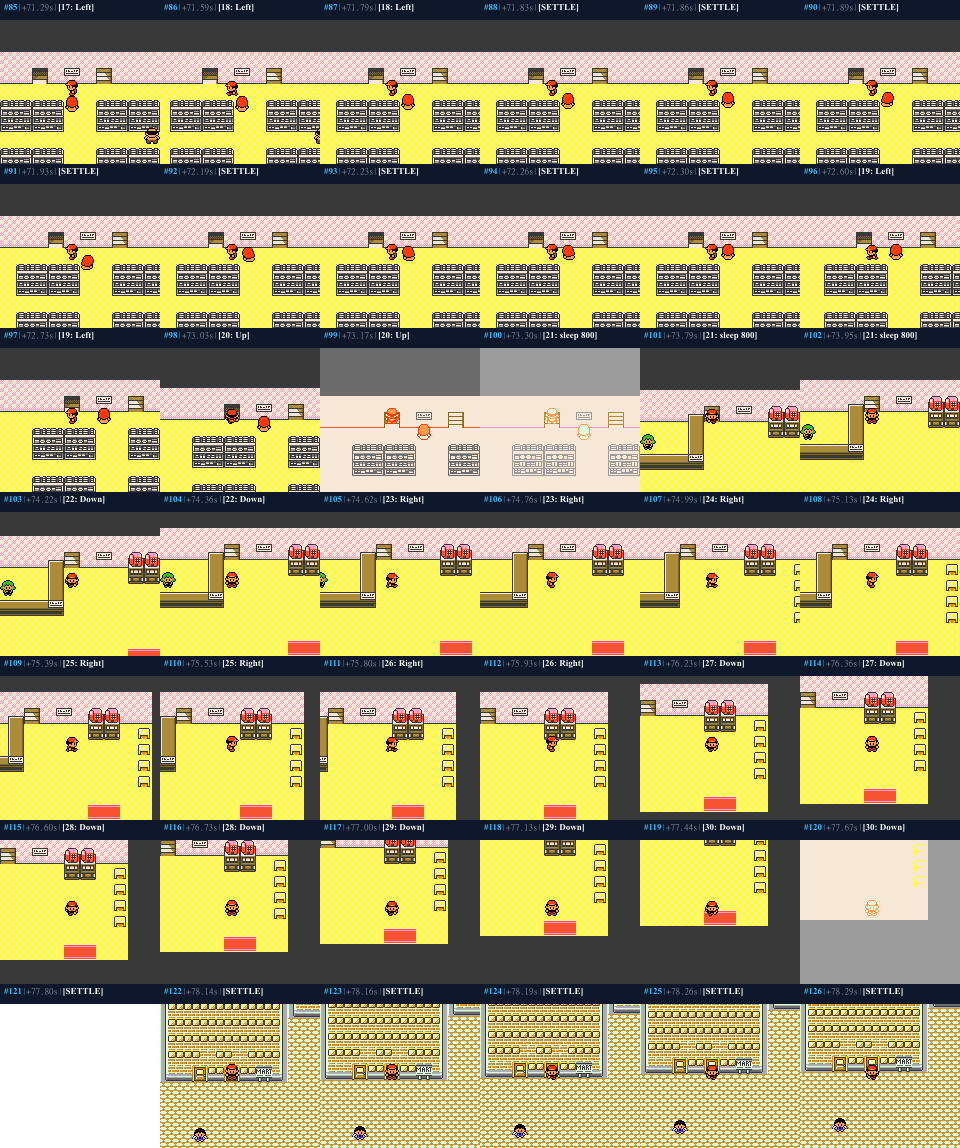 #85|+71.29s|[17: Left] #86|+71.59s|[18: Left] #87|+71.79s|[18: Left] #88|+71.83s|[SETTLE] #89|+71.86s|[SETTLE] #90|+71.89s|[SETTLE]
#91|+71.93s|[SETTLE] #92|+72.19s|[SETTLE] #93|+72.23s|[SETTLE] #94|+72.26s|[SETTLE] #95|+72.30s|[SETTLE] #96|+72.60s|[19: Left]
#97|+72.73s|[19: Left] #98|+73.03s|[20: Up] #99|+73.17s|[20: Up] #100|+73.30s|[21: sleep 800] #101|+73.79s|[21: sleep 800] #102|+73.95s|[21: sleep 800]
#103|+74.22s|[22: Down] #104|+74.36s|[22: Down] #105|+74.62s|[23: Right] #106|+74.76s|[23: Right] #107|+74.99s|[24: Right] #108|+75.13s|[24: Right]
#109|+75.39s|[25: Right] #110|+75.53s|[25: Right] #111|+75.80s|[26: Right] #112|+75.93s|[26: Right] #113|+76.23s|[27: Down] #114|+76.36s|[27: Down]
#115|+76.60s|[28: Down] #116|+76.73s|[28: Down] #117|+77.00s|[29: Down] #118|+77.13s|[29: Down] #119|+77.44s|[30: Down] #120|+77.67s|[30: Down]
#121|+77.80s|[SETTLE] #122|+78.14s|[SETTLE] #123|+78.16s|[SETTLE] #124|+78.19s|[SETTLE] #125|+78.26s|[SETTLE] #126|+78.29s|[SETTLE]
MART MART MART MART MART